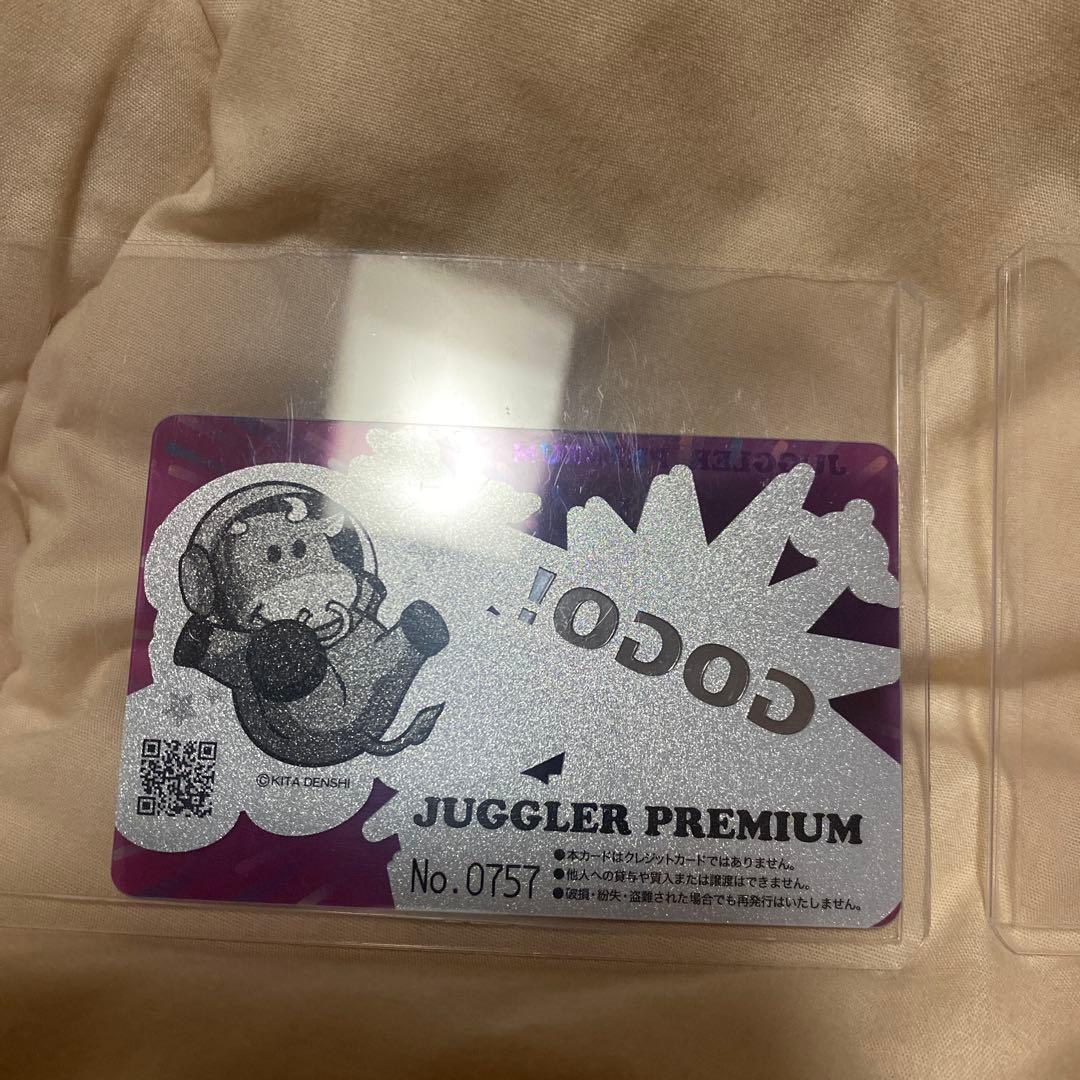 JUGGLER PREMIUM
GOGO!
©KITA DENSHI
JUGGLER PREMIUM
No.0757
●本カードはクレジットカードではありません。
●他人への貸与や質入または譲渡はできません。
●破損・紛失・盗難された場合でも再発行はいたしません。